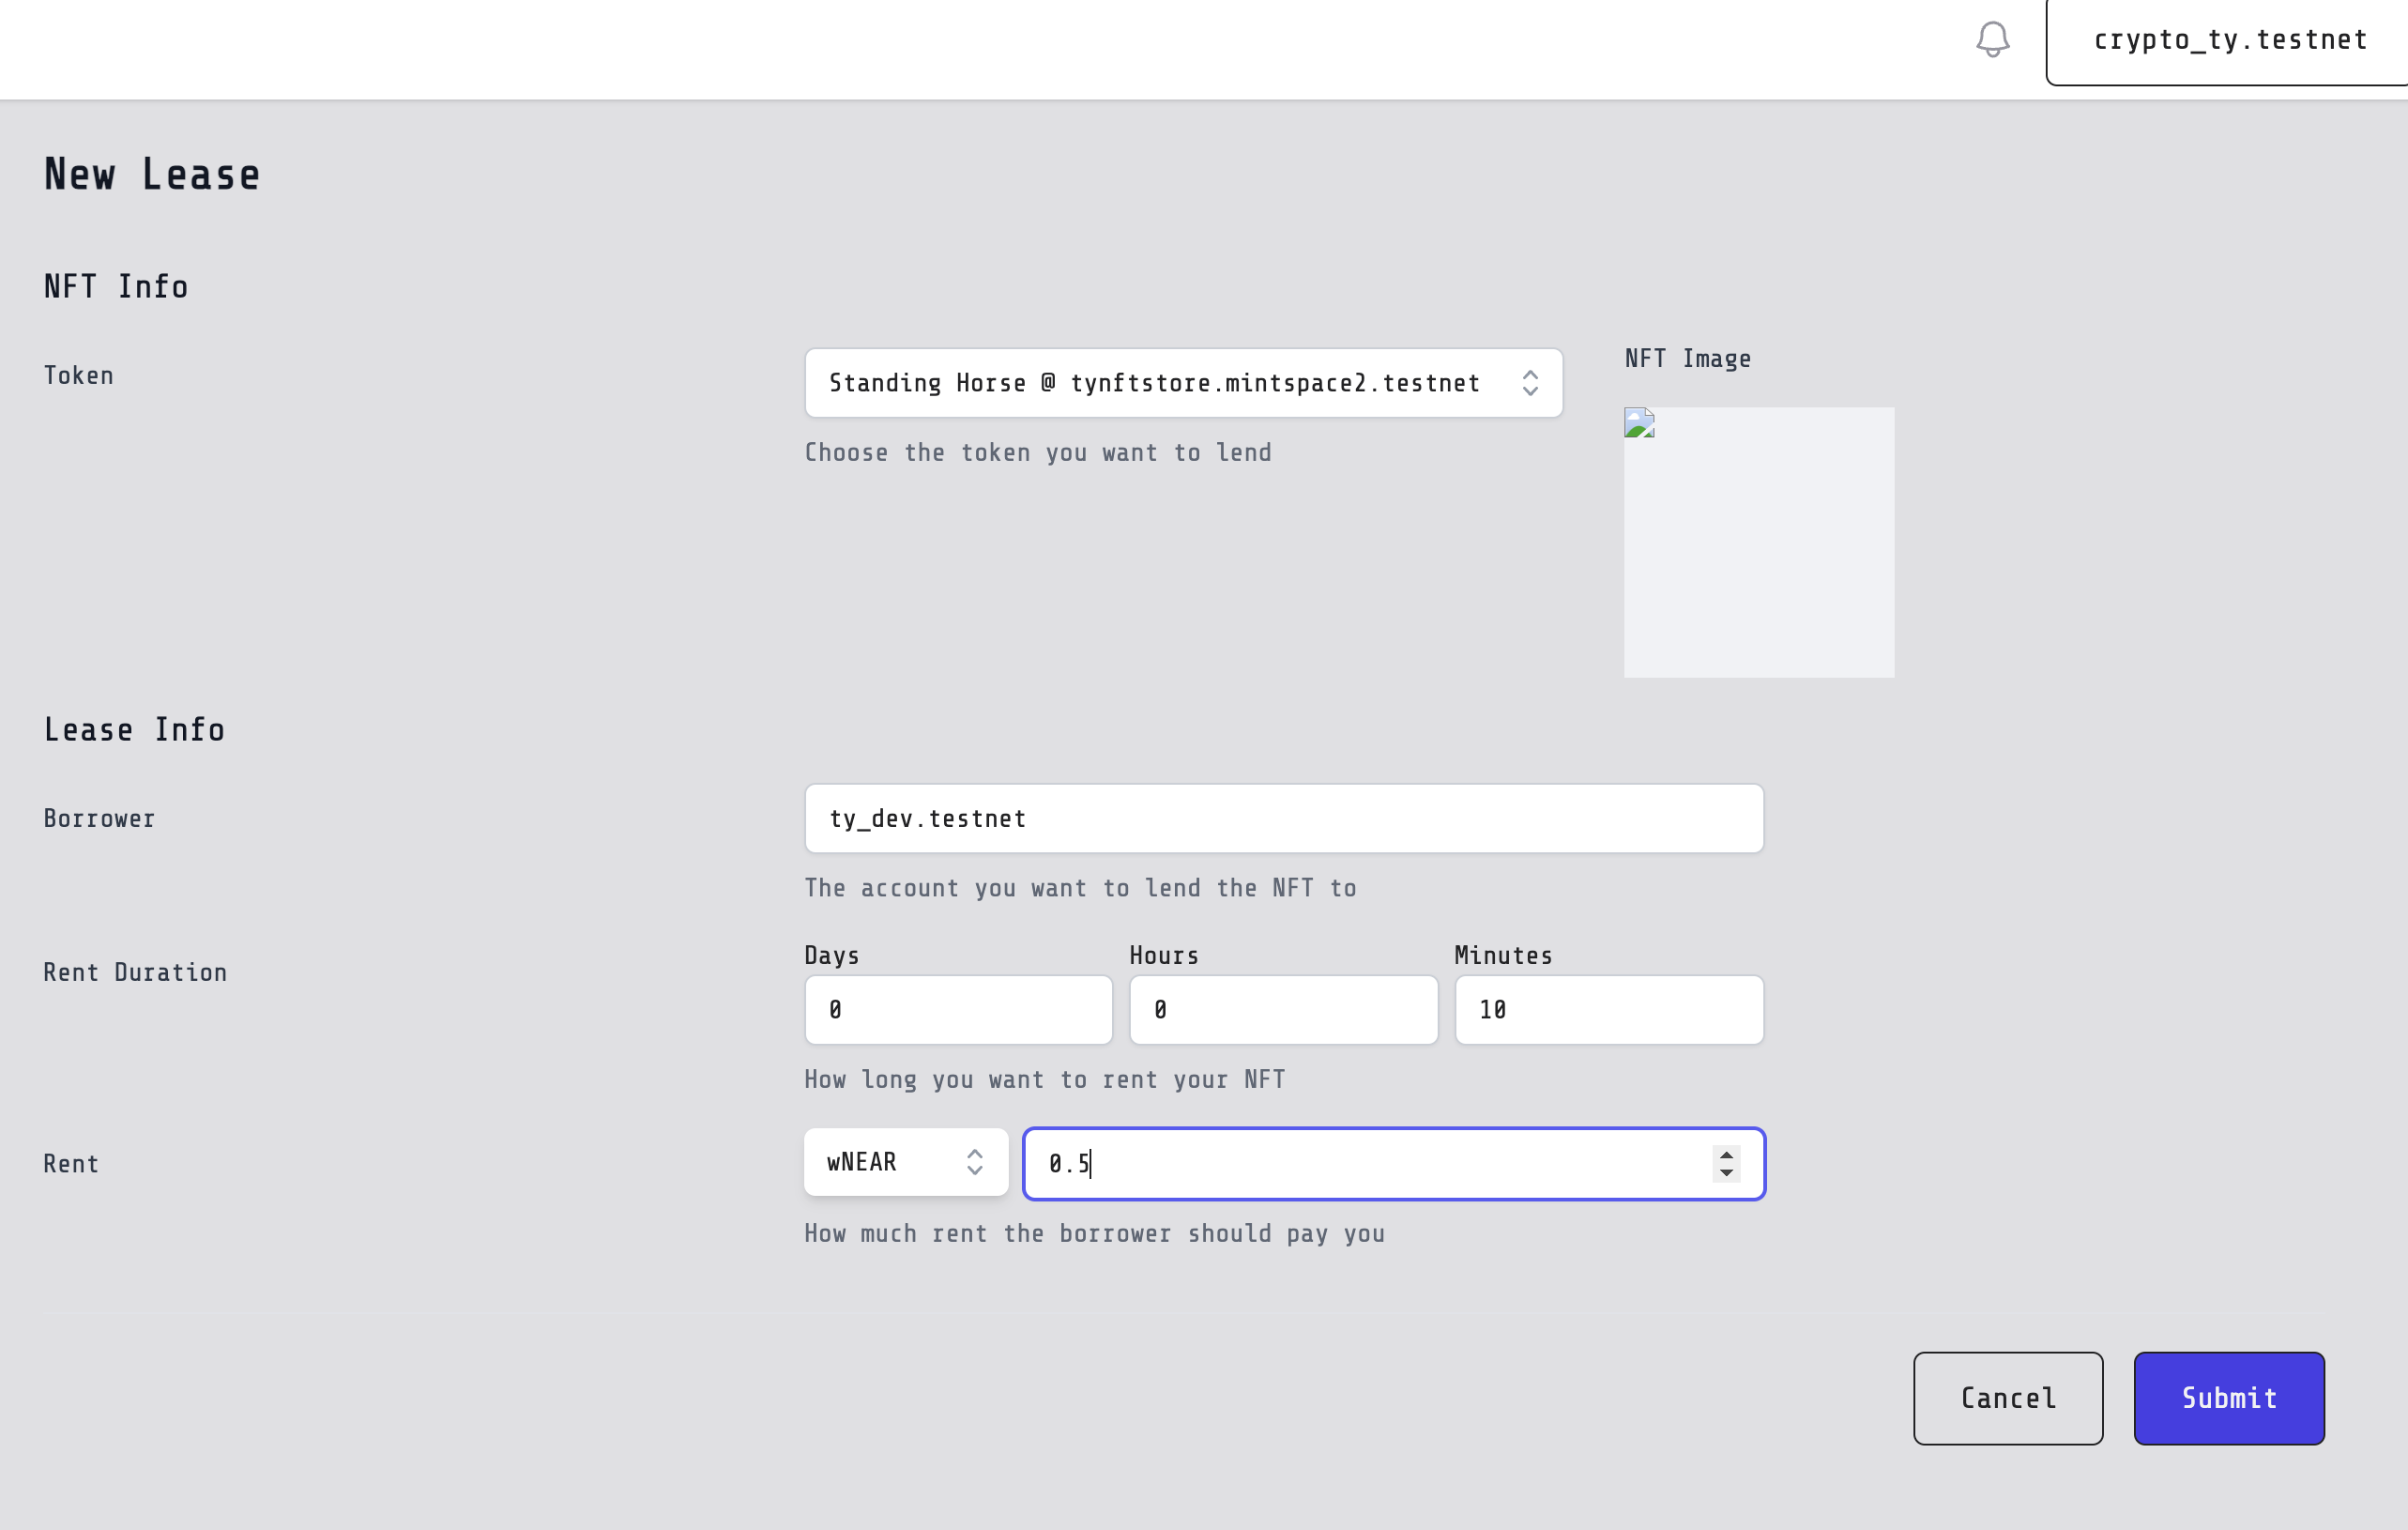 crypto_ty.testnet
New Lease
NFT Info
Token
Standing Horse @ tynftstore.mintspace2.testnet
Choose the token you want to lend
NFT Image
Lease Info
Borrower
ty_dev.testnet
The account you want to lend the NFT to
Rent Duration
Days Hours Minutes
0 0 10
How long you want to rent your NFT
Rent
wNEAR 0.5
How much rent the borrower should pay you
Cancel Submit